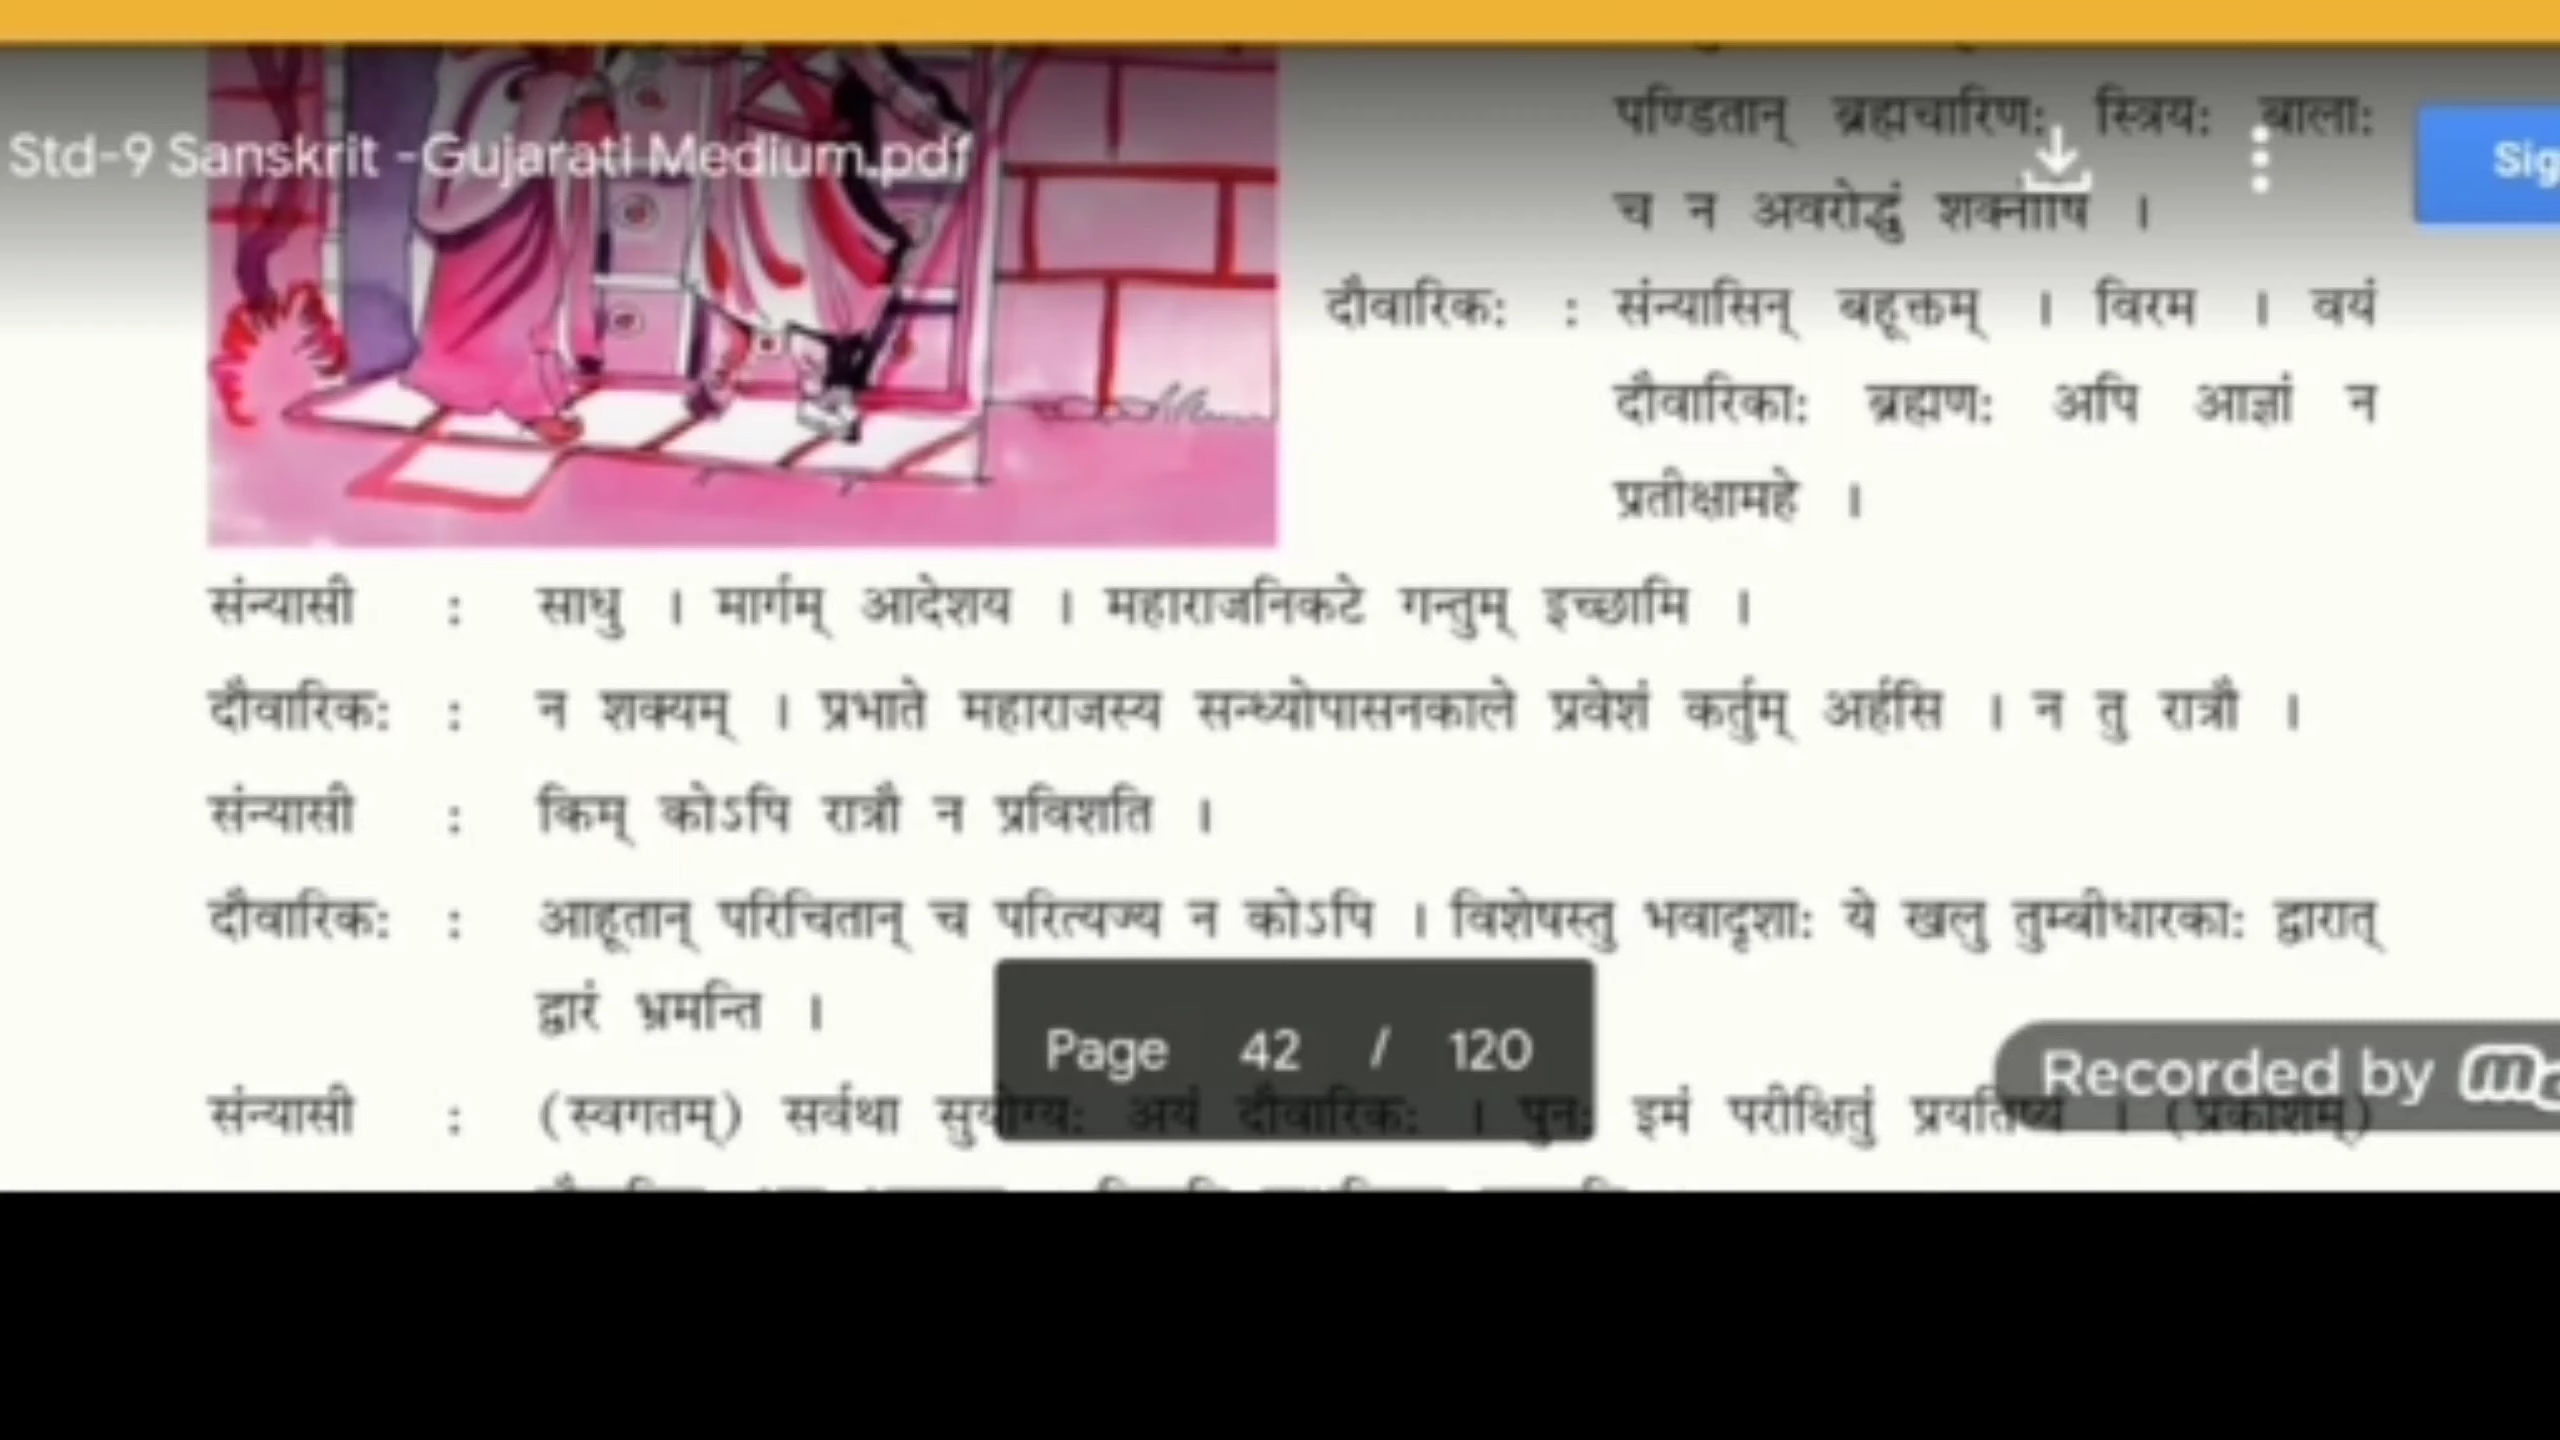 पण्डितान् ब्रह्मचारिण: स्त्रिय: बाला:
Std-9 Sanskrit -Gujarati Medium.pdf
Sig
च न अवरोद्धुं शक्नोषि ।
दौवारिक: : संन्यासिन् बहूक्तम् । विरम । वयं
दौवारिका: ब्रह्मण: अपि आज्ञां न
प्रतीक्षामहे ।
संन्यासी : साधु । मार्गम् आदेशय । महाराजनिकटे गन्तुम् इच्छामि ।
दौवारिक: : न शक्यम् । प्रभाते महाराजस्य सन्ध्योपासनकाले प्रवेशं कर्तुम् अर्हसि । न तु रात्रौ ।
संन्यासी : किम् कोऽपि रात्रौ न प्रविशति ।
दौवारिक: : आहूतान् परिचितान् च परित्यज्य न कोऽपि । विशेषस्तु भवादृशा: ये खलु तुम्बीधारका: द्वारात्
द्वारं भ्रमन्ति ।
Page 42 / 120
Recorded by
संन्यासी : (स्वगतम्) सर्वथा सुयोग्य: अयं दौवारिक: । पुन: इमं परीक्षितुं प्रयतिष्ये । (प्रकाशम्)